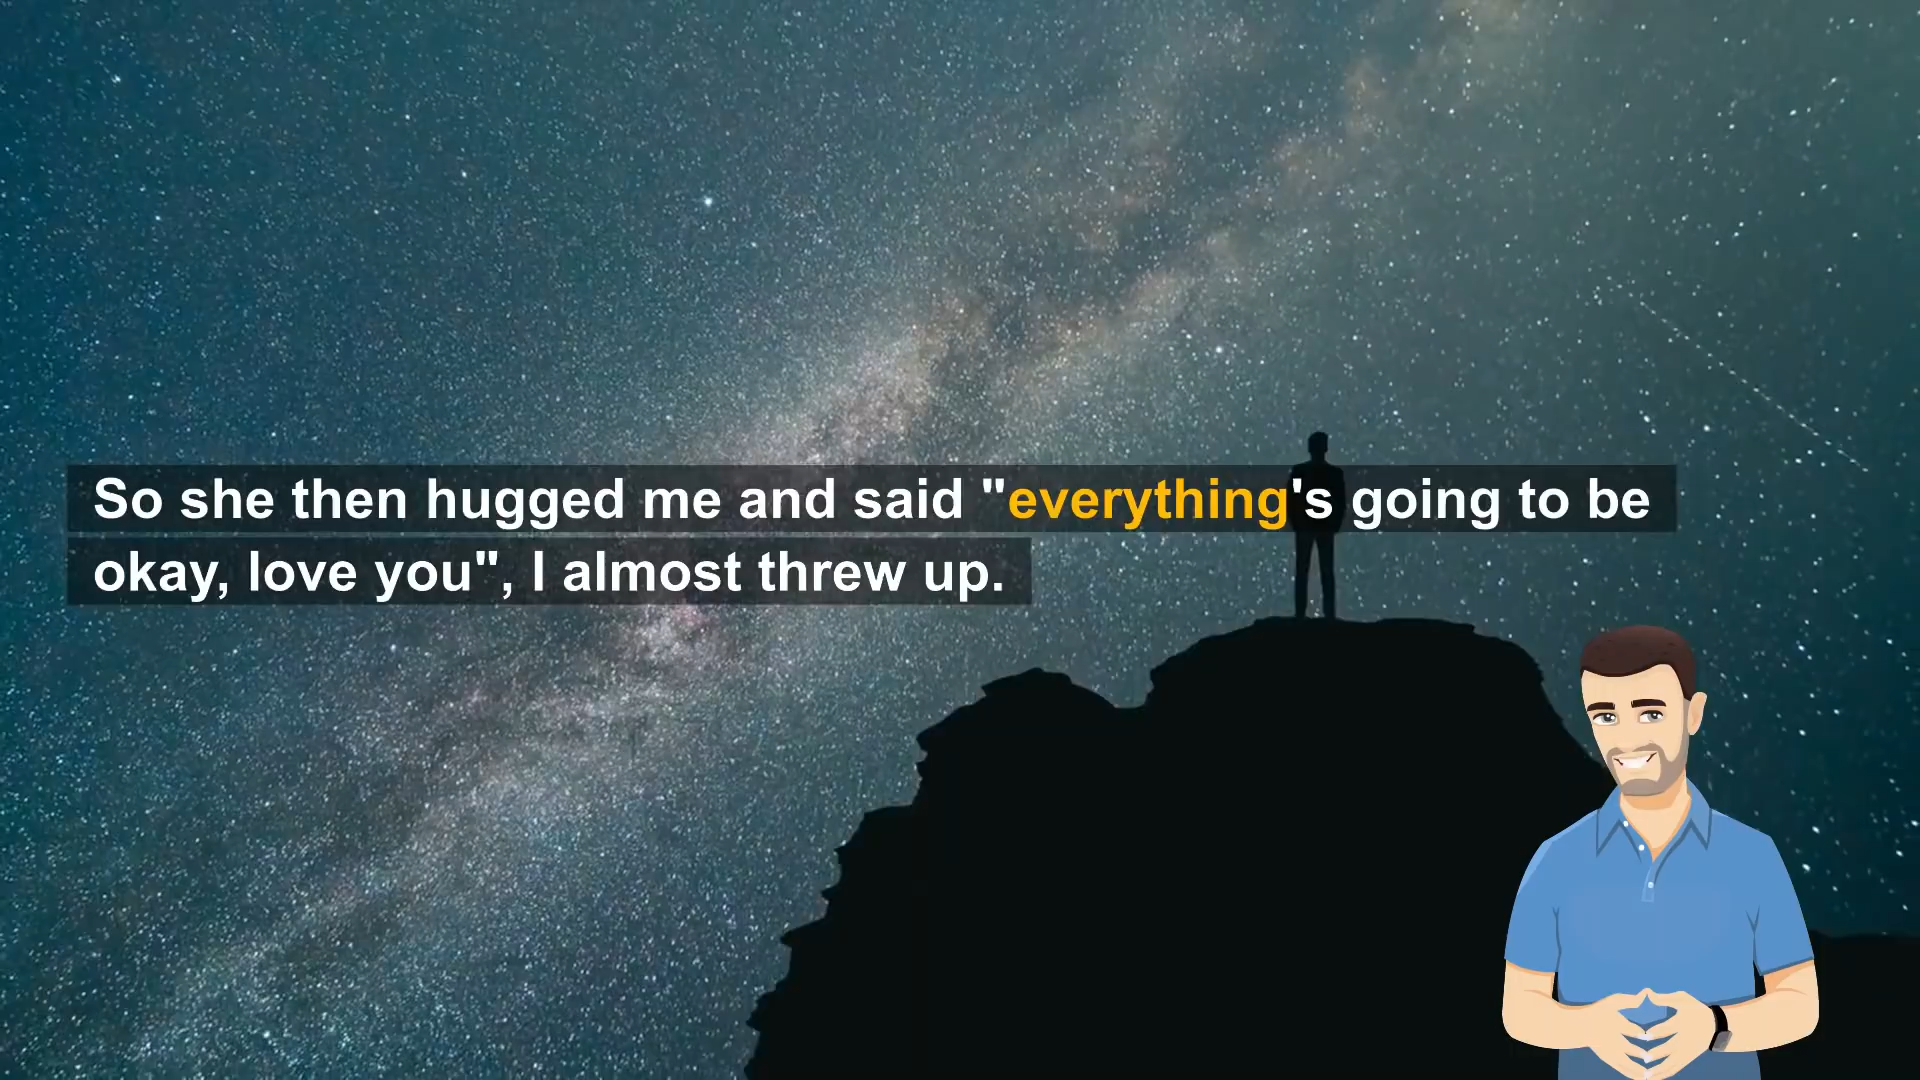 So she then hugged me and said "everything's going to be
okay, love you", I almost threw up.